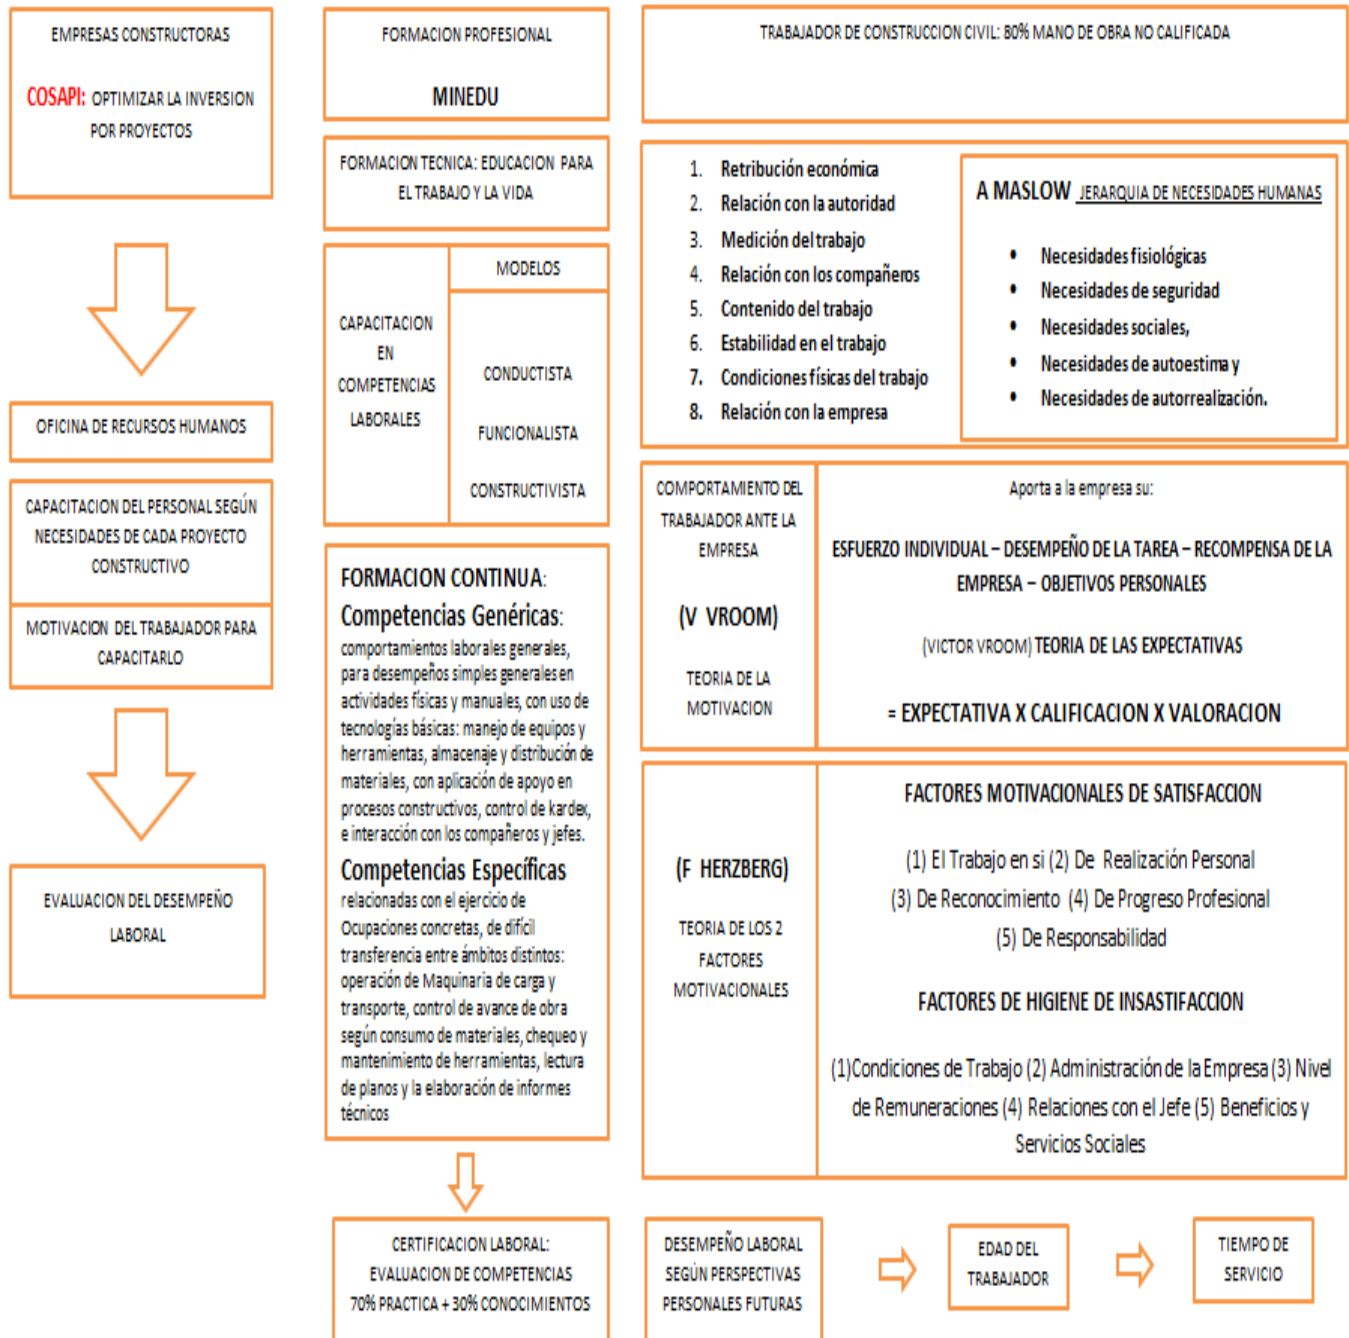 EMPRESAS CONSTRUCTORAS
COSAPI: OPTIMIZAR LA INVERSION
POR PROYECTOS
OFICINA DE RECURSOS HUMANOS
CAPACITACION DEL PERSONAL SEGÚN
NECESIDADES DE CADA PROYECTO
CONSTRUCTIVO
MOTIVACION DEL TRABAJADOR PARA
CAPACITARLO
EVALUACION DEL DESEMPEÑO
LABORAL
FORMACION PROFESIONAL
MINEDU
FORMACION TECNICA: EDUCACION PARA
EL TRABAJO Y LA VIDA
CAPACITACION
EN
COMPETENCIAS
LABORALES
MODELOS
CONDUCTISTA
FUNCIONALISTA
CONSTRUCTIVISTA
FORMACION CONTINUA:
Competencias Genéricas:
comportamientos laborales generales,
para desempeños simples generales en
actividades físicas y manuales, con uso de
tecnologías básicas: manejo de equipos y
herramientas, almacenaje y distribución de
materiales, con aplicación de apoyo en
procesos constructivos, control de kardex,
e interacción con los compañeros y jefes.
Competencias Específicas
relacionadas con el ejercicio de
Ocupaciones concretas, de difícil
transferencia entre ámbitos distintos:
operación de Maquinaria de carga y
transporte, control de avance de obra
según consumo de materiales, chequeo y
mantenimiento de herramientas, lectura
de planos y la elaboración de informes
técnicos
CERTIFICACION LABORAL:
EVALUACION DE COMPETENCIAS
70% PRACTICA + 30% CONOCIMIENTOS
TRABAJADOR DE CONSTRUCCION CIVIL: 80% MANO DE OBRA NO CALIFICADA
1. Retribución económica
2. Relación con la autoridad
3. Medición del trabajo
4. Relación con los compañeros
5. Contenido del trabajo
6. Estabilidad en el trabajo
7. Condiciones físicas del trabajo
8. Relación con la empresa
A MASLOW JERARQUIA DE NECESIDADES HUMANAS
• Necesidades fisiológicas
• Necesidades de seguridad
• Necesidades sociales,
• Necesidades de autoestima y
• Necesidades de autorrealización.
COMPORTAMIENTO DEL
TRABAJADOR ANTE LA
EMPRESA
(V VROOM)
TEORIA DE LA
MOTIVACION
Aporta a la empresa su:
ESFUERZO INDIVIDUAL – DESEMPEÑO DE LA TAREA – RECOMPENSA DE LA
EMPRESA – OBJETIVOS PERSONALES
(VICTOR VROOM) TEORIA DE LAS EXPECTATIVAS
= EXPECTATIVA X CALIFICACION X VALORACION
(F HERZBERG)
TEORIA DE LOS 2
FACTORES
MOTIVACIONALES
FACTORES MOTIVACIONALES DE SATISFACCION
(1) El Trabajo en si (2) De Realización Personal
(3) De Reconocimiento (4) De Progreso Profesional
(5) De Responsabilidad
FACTORES DE HIGIENE DE INSASTIFACCION
(1)Condiciones de Trabajo (2) Administración de la Empresa (3) Nivel
de Remuneraciones (4) Relaciones con el Jefe (5) Beneficios y
Servicios Sociales
DESEMPEÑO LABORAL
SEGÚN PERSPECTIVAS
PERSONALES FUTURAS
EDAD DEL
TRABAJADOR
TIEMPO DE
SERVICIO